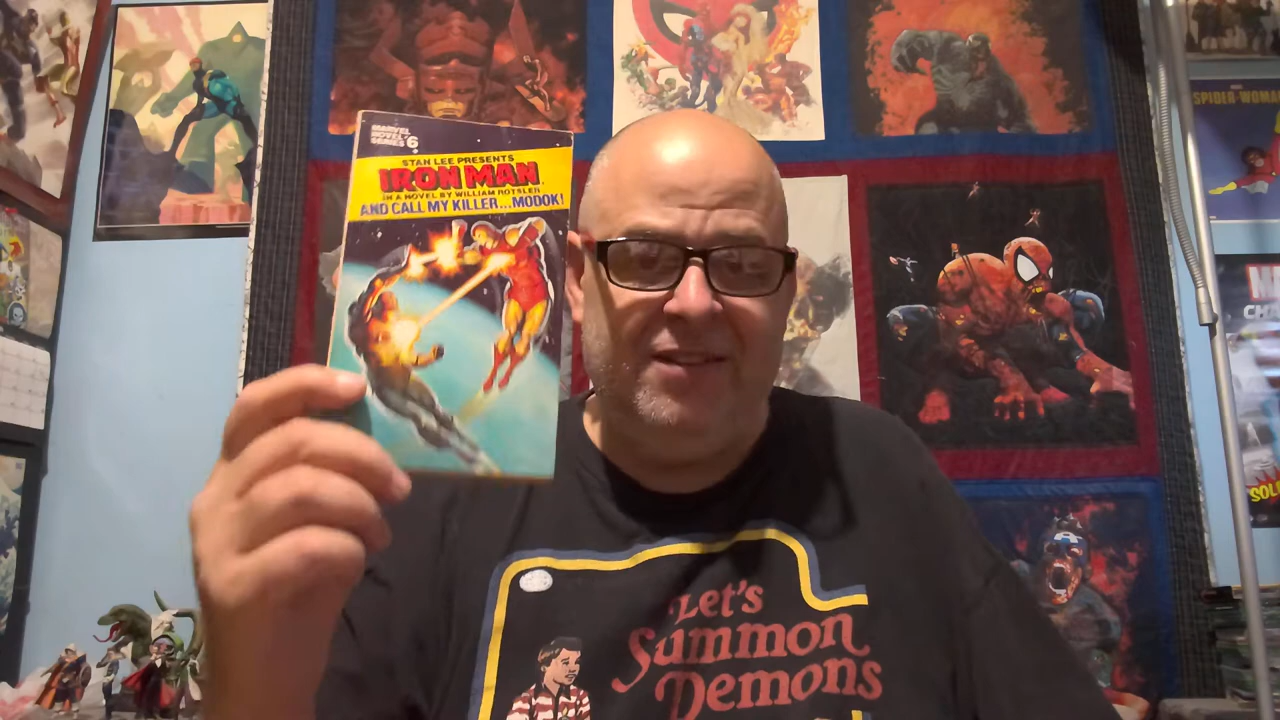 MARVEL
NOVEL
SERIES 6
STAN LEE PRESENTS
IRON MAN
IN A NOVEL BY WILLIAM ROTSLER
AND CALL MY KILLER...MODOK!
Let's
Summon
Demons
SPIDER-WOMAN